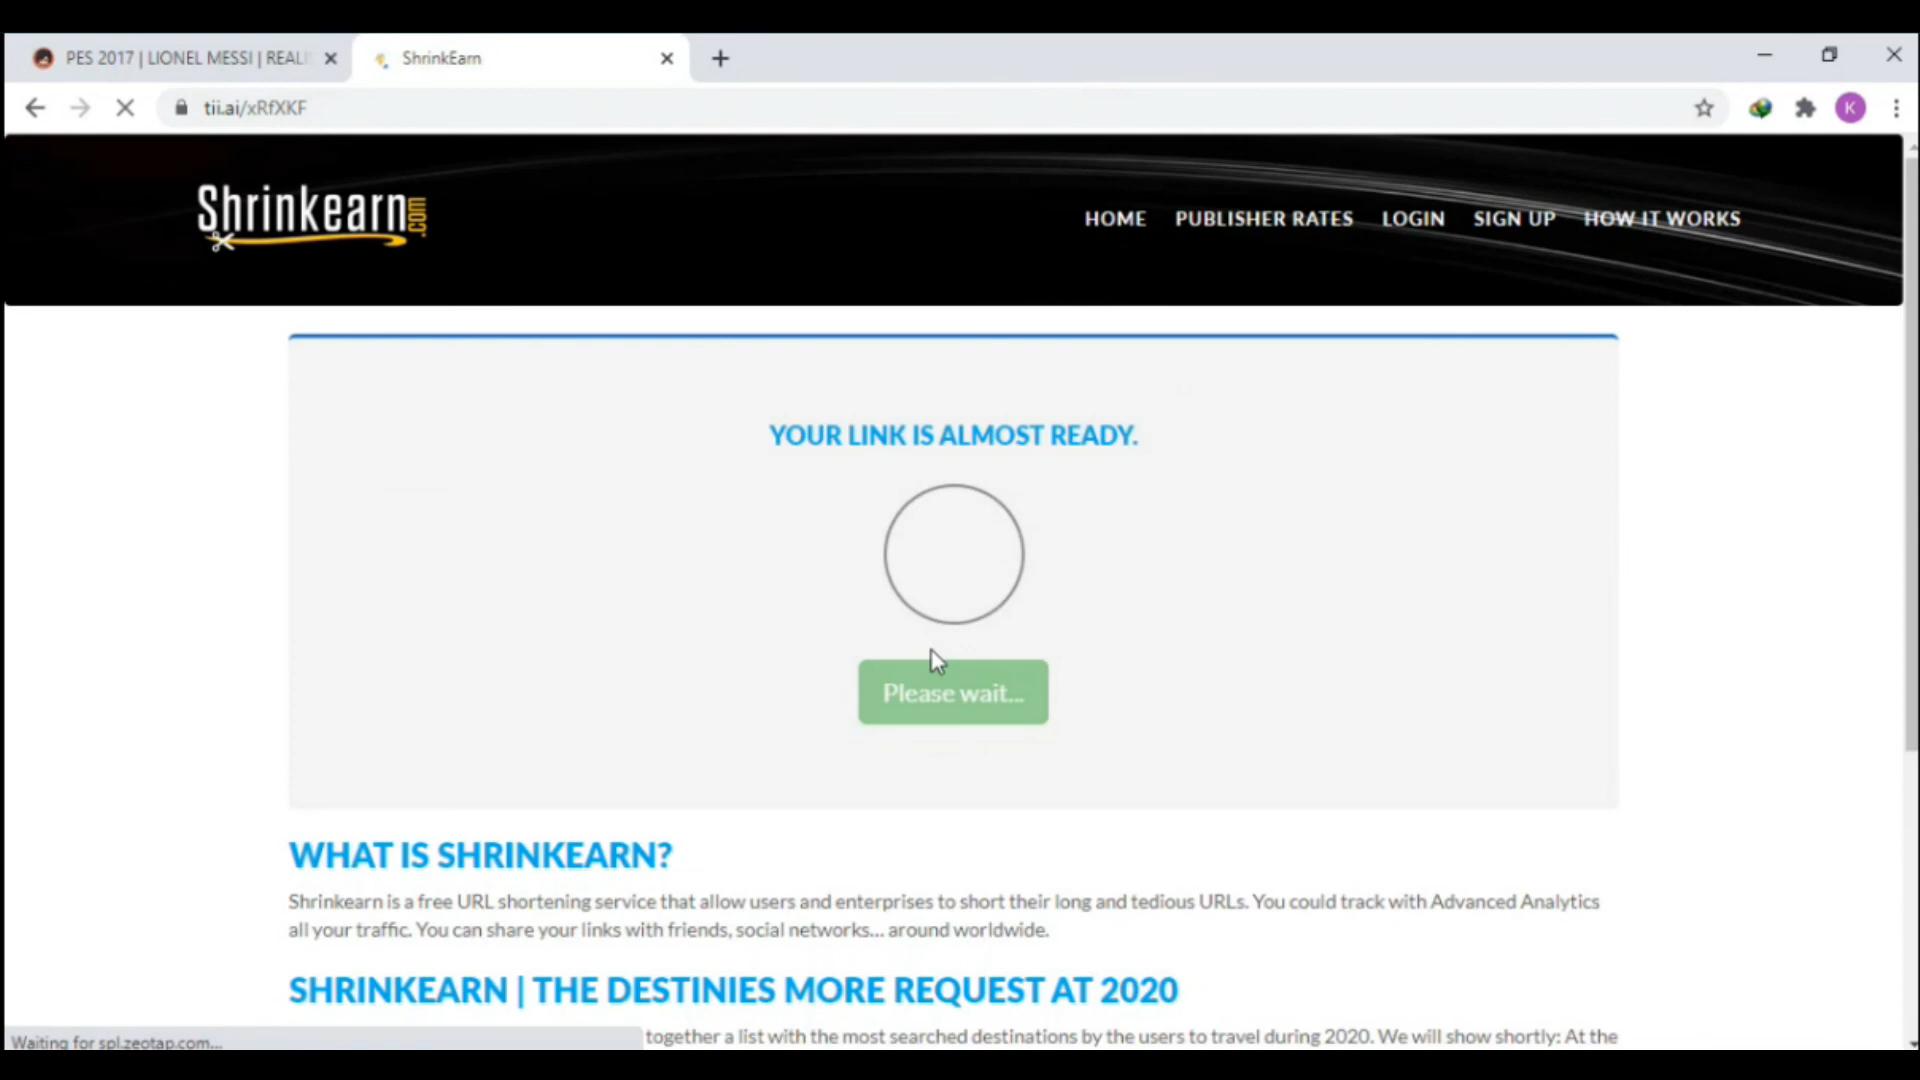 PES 2017 | LIONEL MESSI | REALI
ShrinkEarn
tii.ai/xRfXKF
K
Shrinkearn.com
HOME PUBLISHER RATES LOGIN SIGN UP HOW IT WORKS
YOUR LINK IS ALMOST READY.
Please wait...
WHAT IS SHRINKEARN?
Shrinkearn is a free URL shortening service that allow users and enterprises to short their long and tedious URLs. You could track with Advanced Analytics
all your traffic. You can share your links with friends, social networks... around worldwide.
SHRINKEARN | THE DESTINIES MORE REQUEST AT 2020
together a list with the most searched destinations by the users to travel during 2020. We will show shortly: At the
Waiting for spl.zeotap.com...